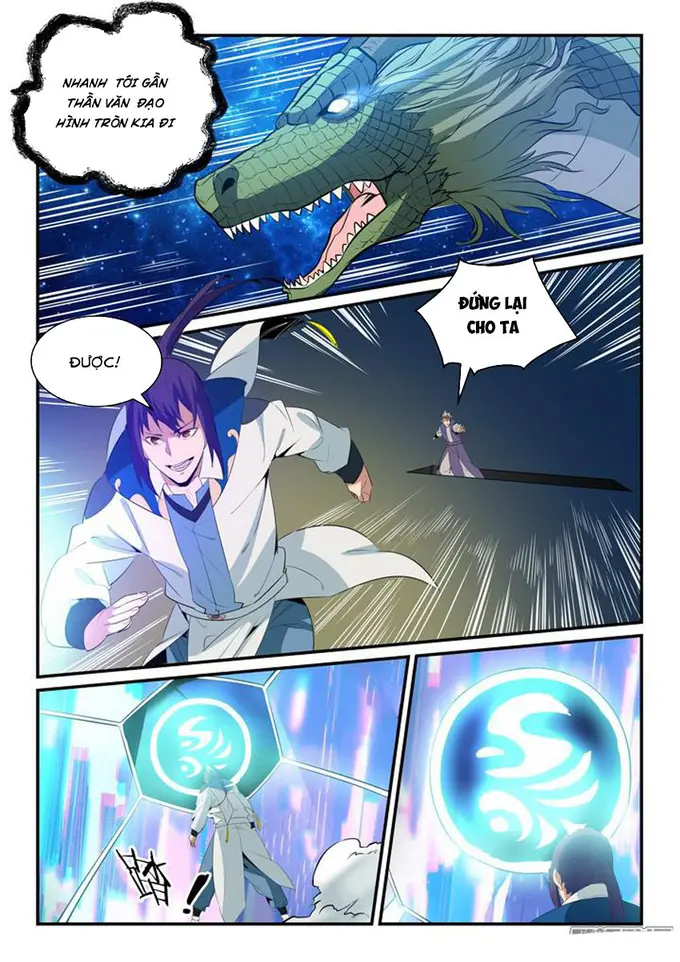 NHANH TỚI GẦN
THẦN VĂN ĐẠO
HÌNH TRÒN KIA ĐI
ĐỨNG LẠI
CHO TA
ĐƯỢC!